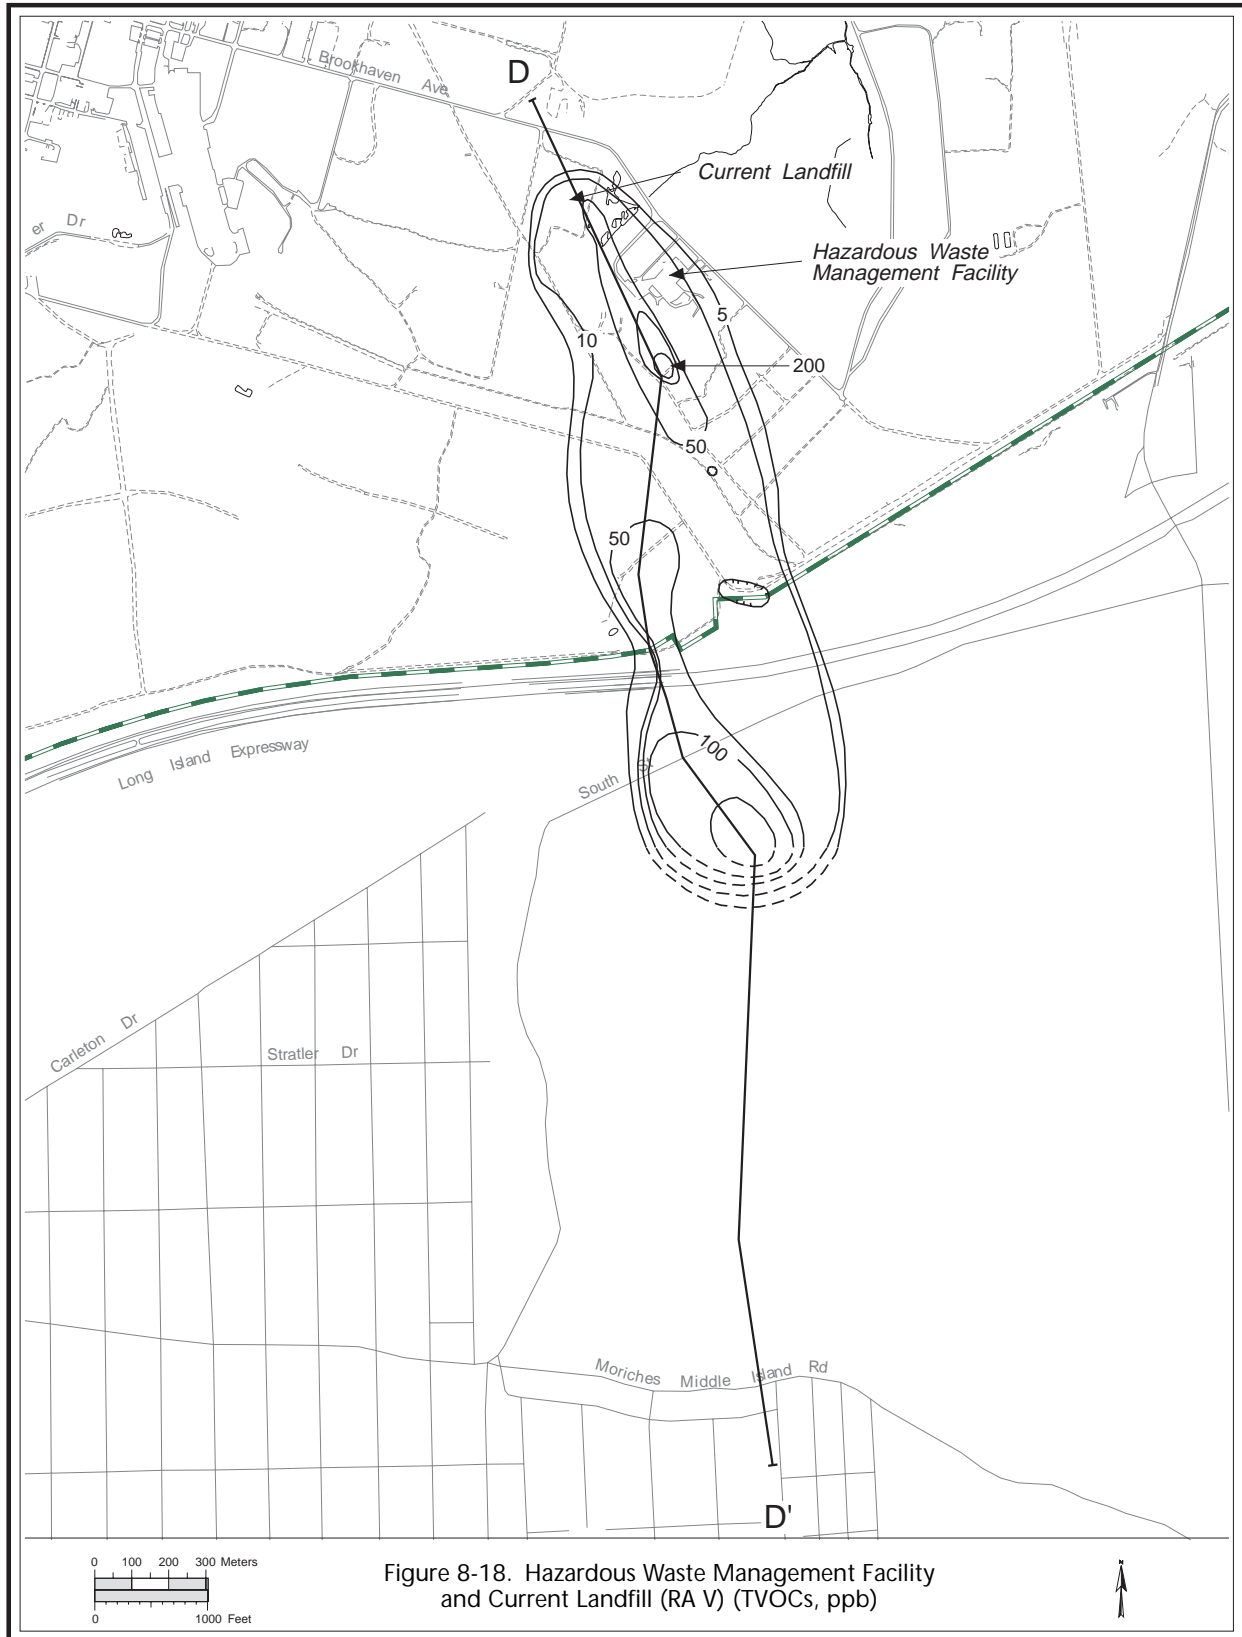 Brookhaven Ave
D
Current Landfill
er Dr
Hazardous Waste
Management Facility
5
10
200
50
50
100
Long Island Expressway
South St
Carleton Dr
Stratler Dr
Moriches Middle Island Rd
D'
0 100 200 300 Meters
0 1000 Feet
Figure 8-18. Hazardous Waste Management Facility
and Current Landfill (RA V) (TVOCs, ppb)
N